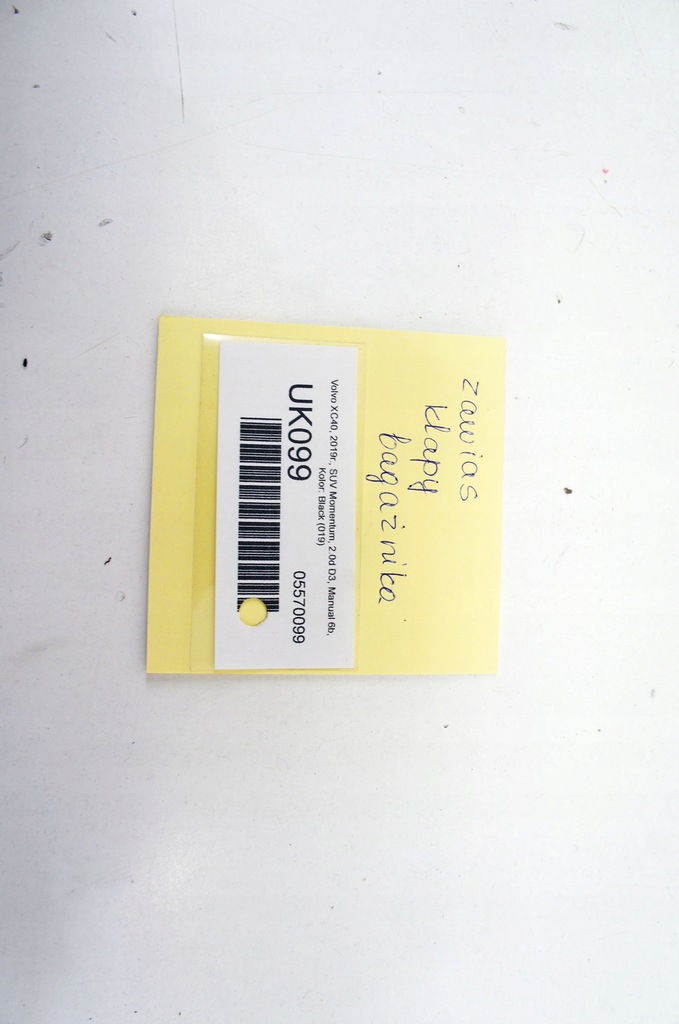 zawias
klapy
bagażnika
Volvo XC40, 2019r., SUV Momentum, 2.0d D3, Manual 6b,
Kolor: Black (019)
UK099 05570099